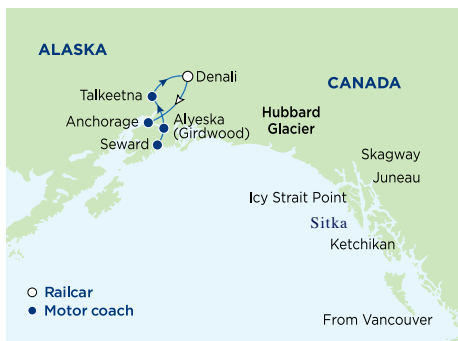 ALASKA
Denali
CANADA
Talkeetna
Anchorage
Alyeska
(Girdwood)
Hubbard
Glacier
Seward
Skagway
Juneau
Icy Strait Point
Sitka
Ketchikan
Railcar
Motor coach
From Vancouver